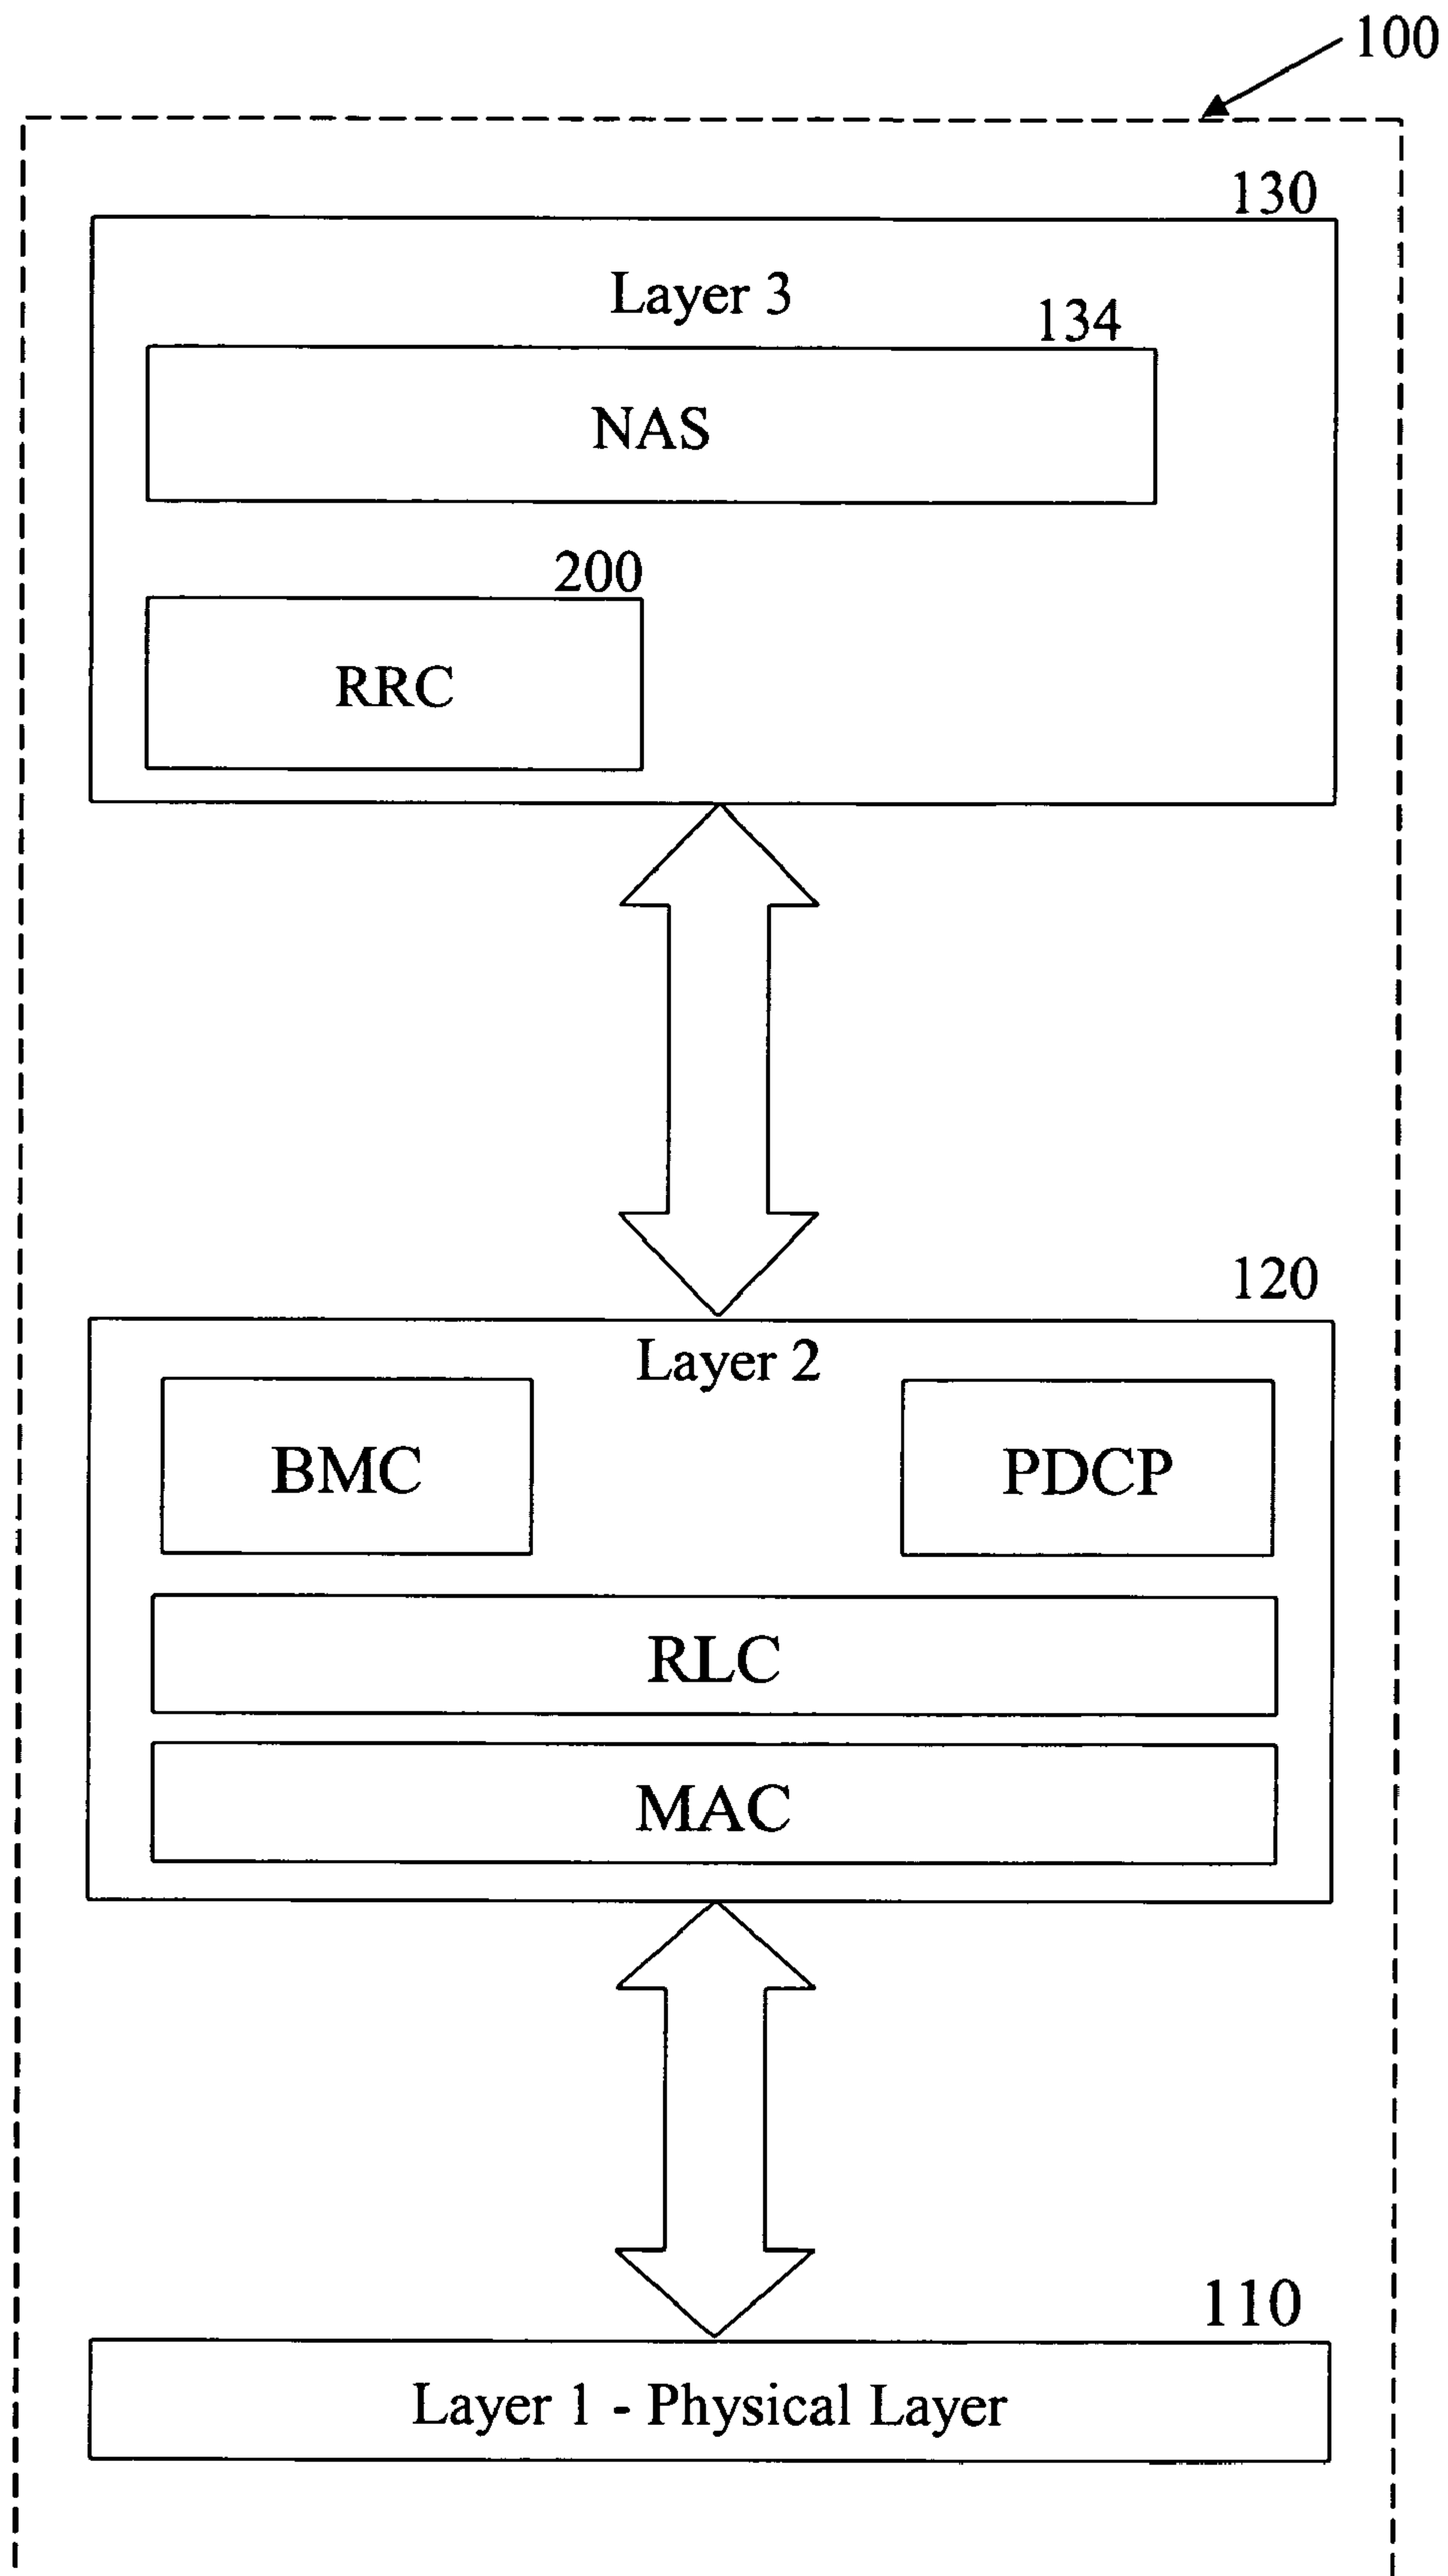 100
130
Layer 3
134
NAS
200
RRC
120
Layer 2
BMC
PDCP
RLC
MAC
110
Layer 1 - Physical Layer